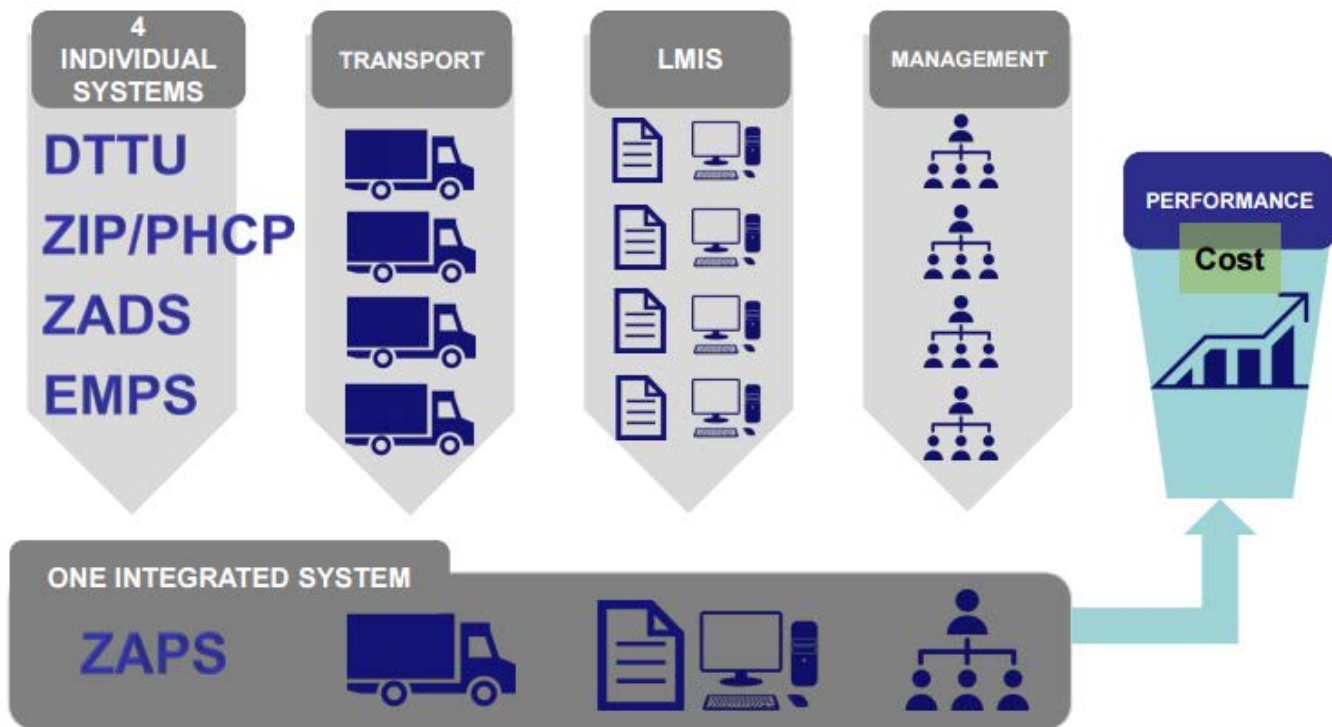 4
INDIVIDUAL
SYSTEMS
TRANSPORT
LMIS
MANAGEMENT
DTTU
ZIP/PHCP
ZADS
EMPS
PERFORMANCE
Cost
ONE INTEGRATED SYSTEM
ZAPS